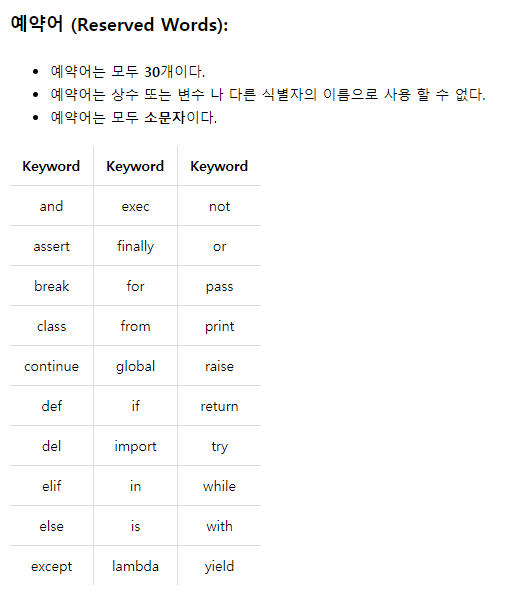 예약어 (Reserved Words):
예약어는 모두 30개이다.
예약어는 상수 또는 변수 나 다른 식별자의 이름으로 사용 할 수 없다.
예약어는 모두 소문자이다.
Keyword Keyword Keyword
and exec not
assert finally or
break for pass
class from print
continue global raise
def if return
del import try
elif in while
else is with
except lambda yield